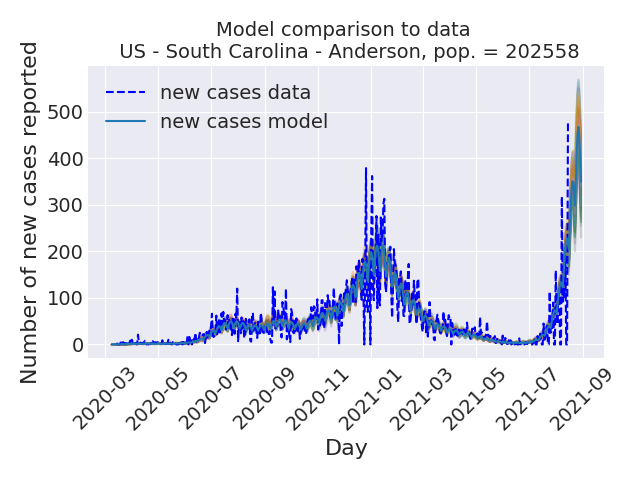 Model comparison to data
US - South Carolina - Anderson, pop. = 202558
Number of new cases reported
500
400
300
200
100
0
new cases data
new cases model
2020-03
2020-05
2020-07
2020-09
2020-11
2021-01
2021-03
2021-05
2021-07
2021-09
Day